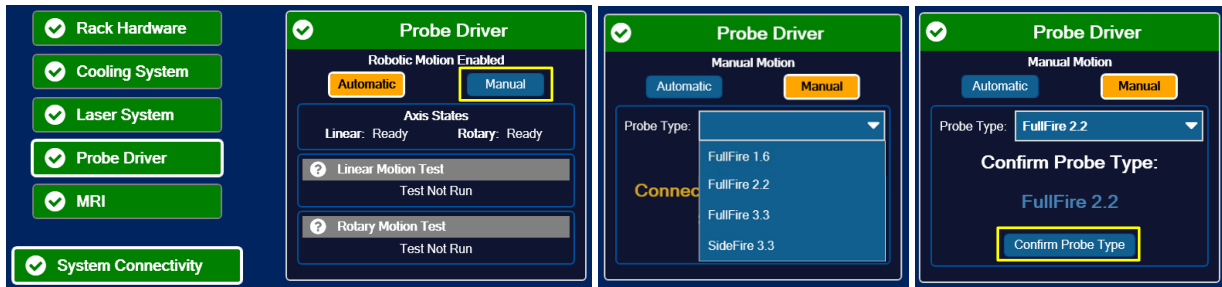 Rack Hardware
Cooling System
Laser System
Probe Driver
MRI
System Connectivity
Probe Driver
Robotic Motion Enabled
Automatic Manual
Axis States
Linear: Ready Rotary: Ready
? Linear Motion Test
Test Not Run
? Rotary Motion Test
Test Not Run
Probe Driver
Manual Motion
Automatic Manual
Probe Type:
FullFire 1.6
FullFire 2.2
Connec
FullFire 3.3
SideFire 3.3
Probe Driver
Manual Motion
Automatic Manual
Probe Type: FullFire 2.2
Confirm Probe Type:
FullFire 2.2
Confirm Probe Type